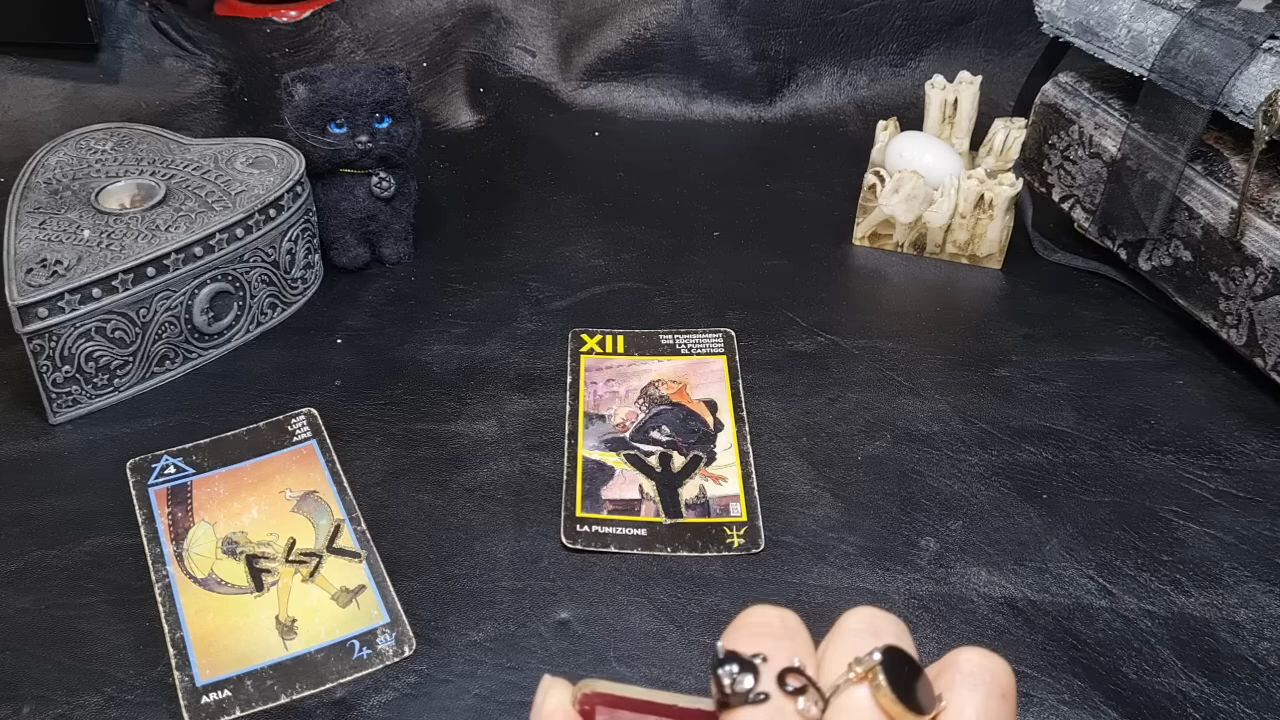 XII
THE PUNISHMENT
DIE ZÜCHTIGUNG
LA PUNITION
EL CASTIGO
LA PUNIZIONE
AIR
LUFT
AIR
AIRE
4
ARIA